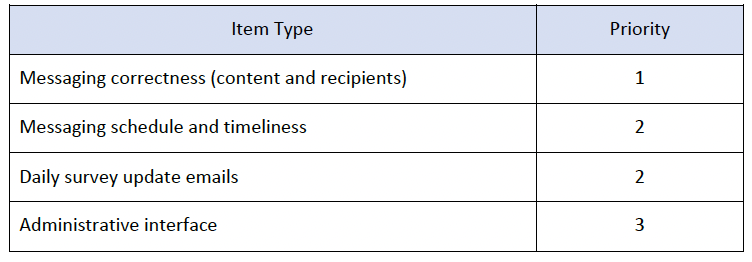 Item Type Priority
Messaging correctness (content and recipients) 1
Messaging schedule and timeliness 2
Daily survey update emails 2
Administrative interface 3